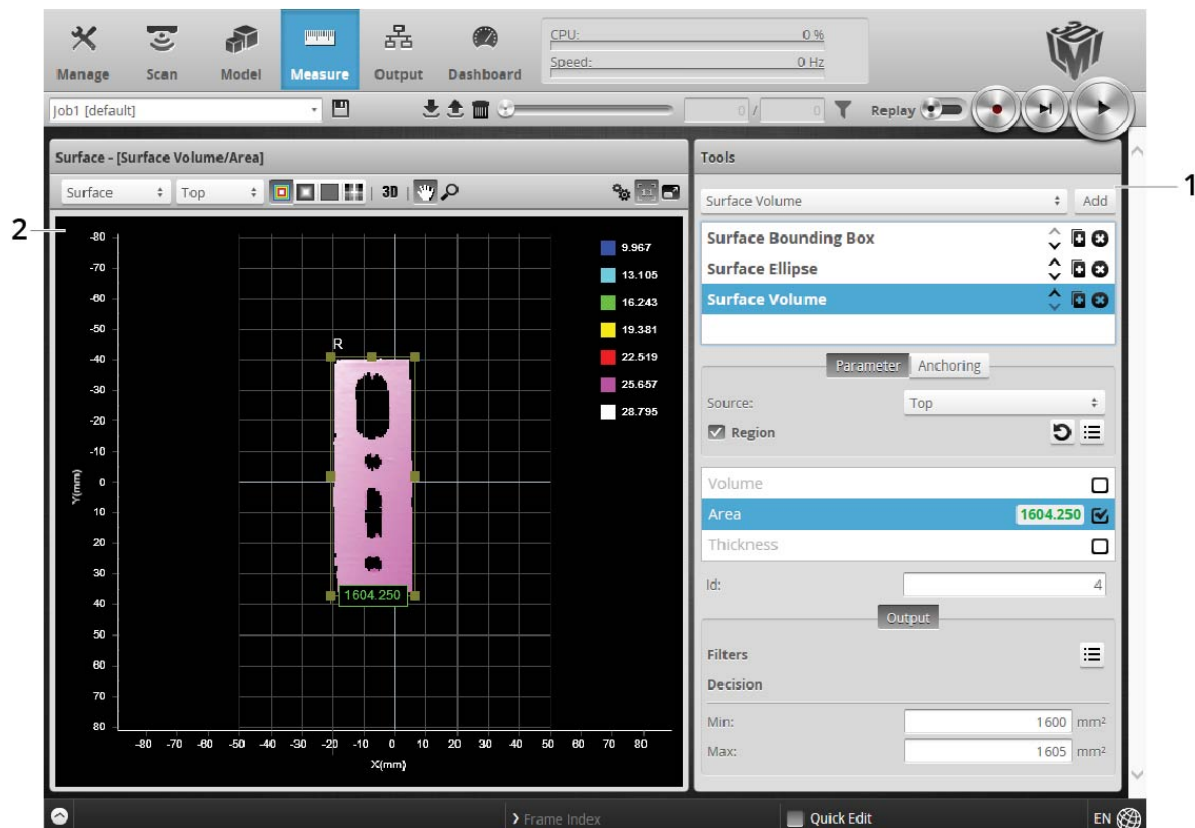 CPU: 0 %
Speed: 0 Hz
3D
LMI
Manage Scan Model Measure Output Dashboard
Job1 [default]
0 / 0
Replay
Surface - [Surface Volume/Area]
Surface Top 3D 1:1
2
-80
-70
-60
-50
-40
-30
-20
-10
0
10
20
30
40
50
60
70
80
Y(mm)
-80 -70 -60 -50 -40 -30 -20 -10 0 10 20 30 40 50 60 70 80
X(mm)
R
1604.250
9.967
13.105
16.243
19.381
22.519
25.657
28.795
Tools
1
Surface Volume Add
Surface Bounding Box
Surface Ellipse
Surface Volume
Parameter Anchoring
Source: Top
Region
Volume
Area 1604.250
Thickness
Id: 4
Output
Filters
Decision
Min: 1600 mm²
Max: 1605 mm²
Frame Index
Quick Edit
EN